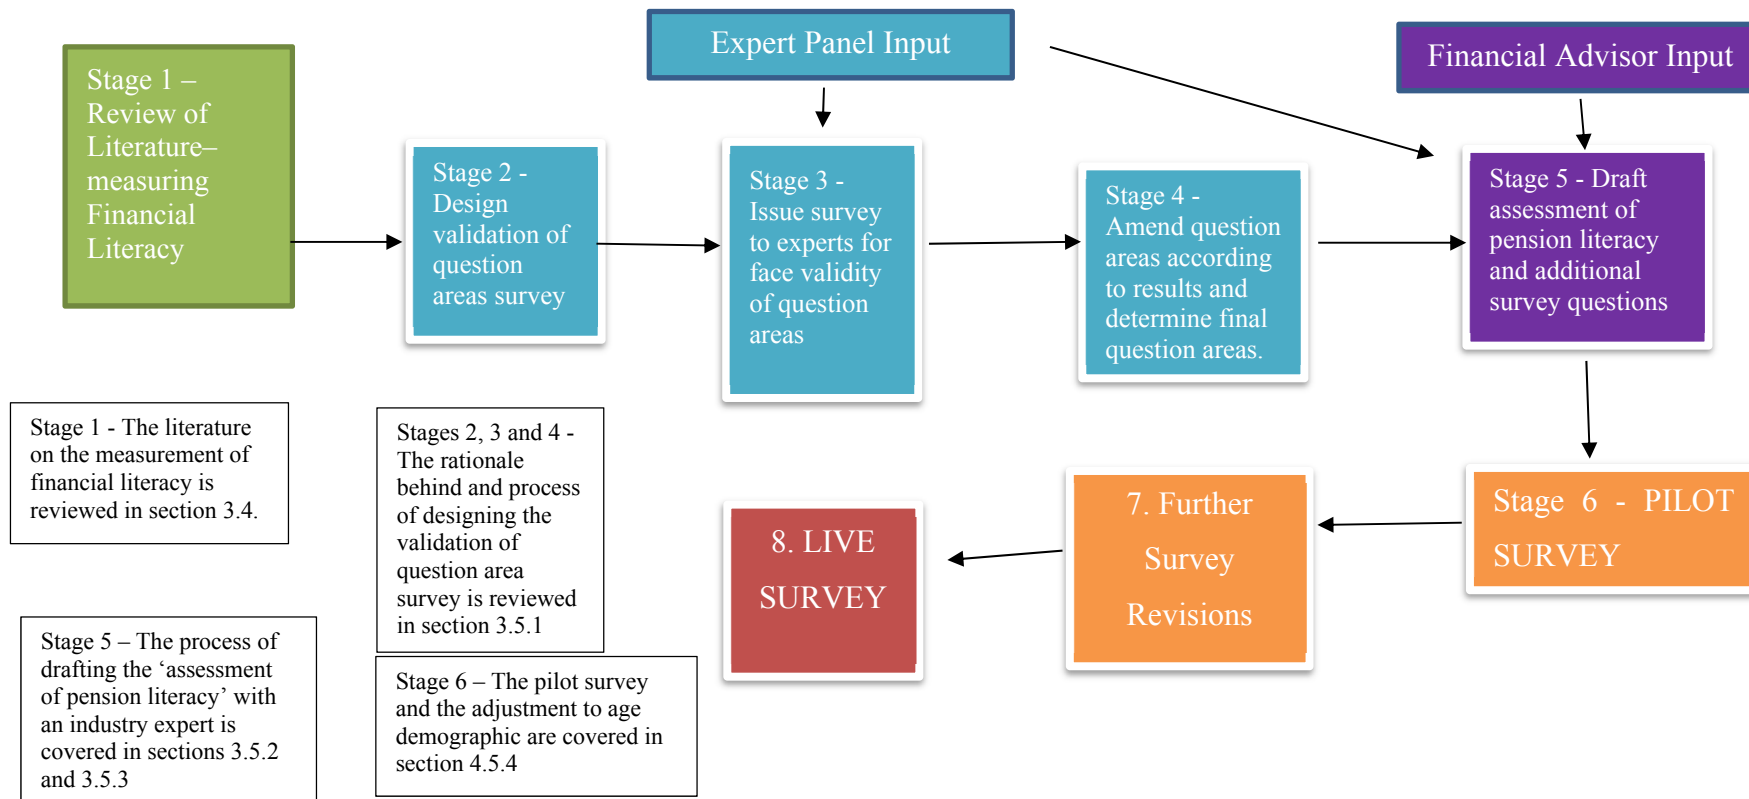 Expert Panel Input
Financial Advisor Input
Stage 1 –
Review of
Literature–
measuring
Financial
Literacy
Stage 2 -
Design
validation of
question
areas survey
Stage 3 -
Issue survey
to experts for
face validity
of question
areas
Stage 4 -
Amend question
areas according
to results and
determine final
question areas.
Stage 5 - Draft
assessment of
pension literacy
and additional
survey questions
Stage 1 - The literature
on the measurement of
financial literacy is
reviewed in section 3.4.
Stages 2, 3 and 4 -
The rationale
behind and process
of designing the
validation of
question area
survey is reviewed
in section 3.5.1
8. LIVE
SURVEY
7. Further
Survey
Revisions
Stage 6 - PILOT
SURVEY
Stage 5 – The process of
drafting the ‘assessment
of pension literacy’ with
an industry expert is
covered in sections 3.5.2
and 3.5.3
Stage 6 – The pilot survey
and the adjustment to age
demographic are covered in
section 4.5.4